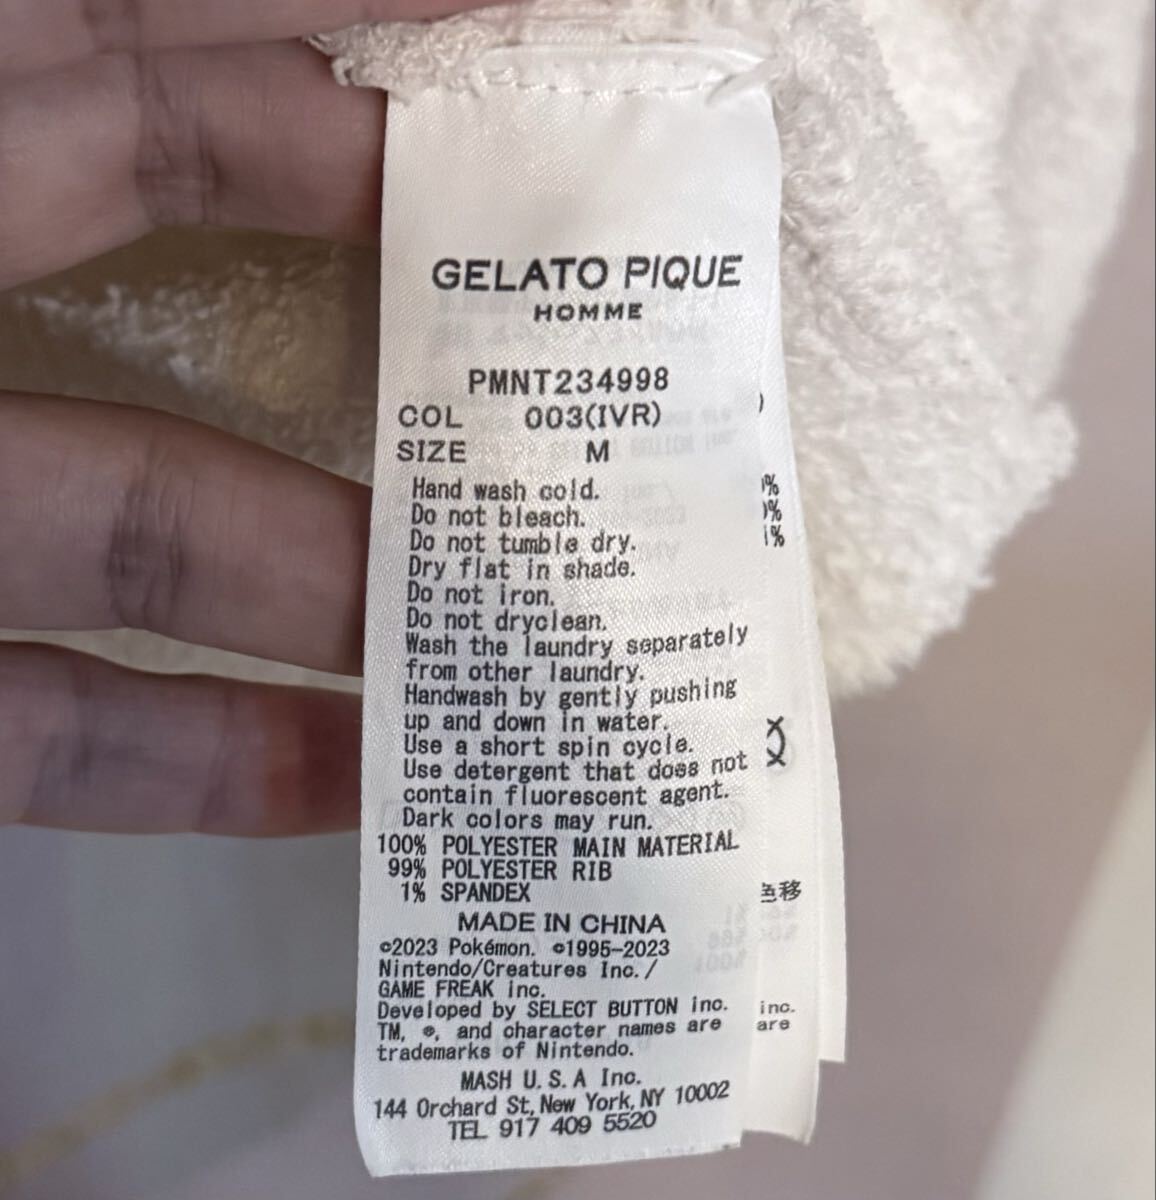 GELATO PIQUE
HOMME
PMNT234998
COL 003(IVR)
SIZE M
Hand wash cold.
Do not bleach.
Do not tumble dry.
Dry flat in shade.
Do not iron.
Do not dryclean.
Wash the laundry separately
from other laundry.
Handwash by gently pushing
up and down in water.
Use a short spin cycle.
Use detergent that does not
contain fluorescent agent.
Dark colors may run.
100% POLYESTER MAIN MATERIAL
99% POLYESTER RIB
1% SPANDEX
MADE IN CHINA
©2023 Pokémon. ©1995-2023
Nintendo/Creatures Inc./
GAME FREAK inc.
Developed by SELECT BUTTON inc.
TM, ®, and character names are
trademarks of Nintendo.
MASH U.S.A Inc.
144 Orchard St, New York, NY 10002
TEL 917 409 5520
色移
inc.
are